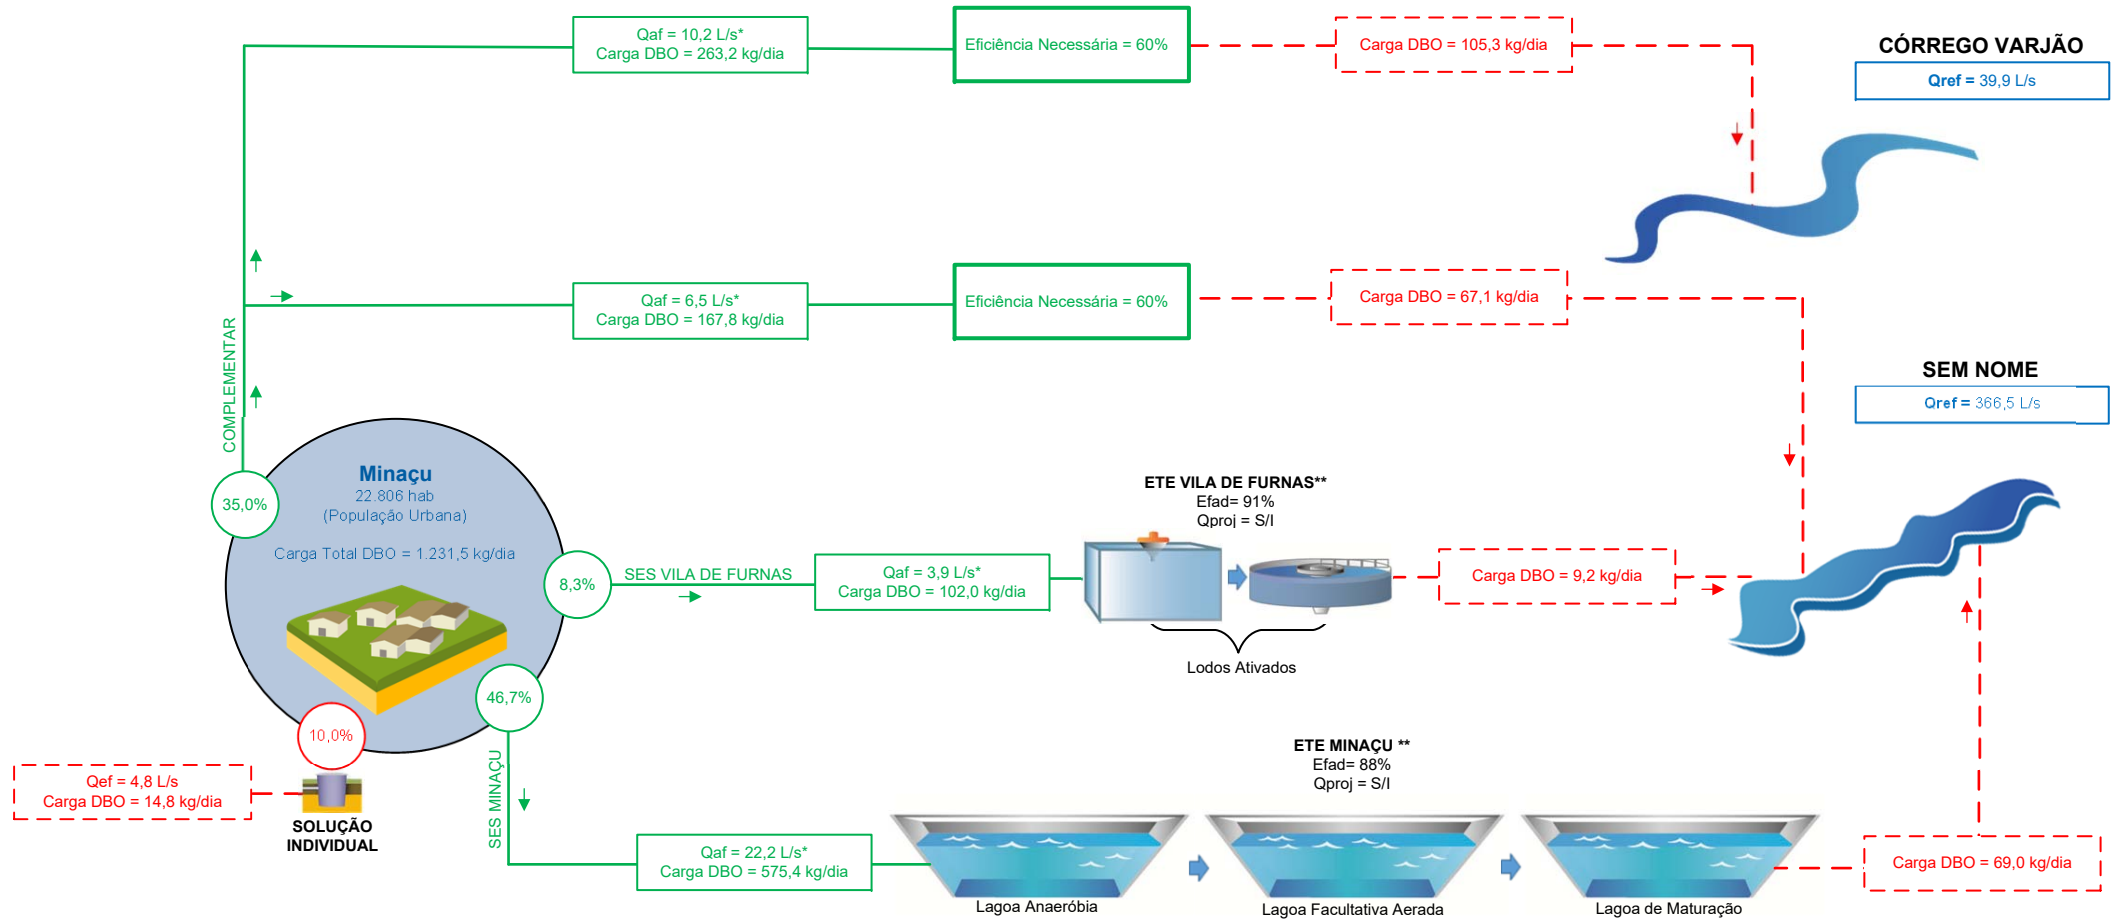 Qaf = 10,2 L/s*
Carga DBO = 263,2 kg/dia
Eficiência Necessária = 60%
Carga DBO = 105,3 kg/dia
CÓRREGO VARJÃO
Qref = 39,9 L/s
Qaf = 6,5 L/s*
Carga DBO = 167,8 kg/dia
Eficiência Necessária = 60%
Carga DBO = 67,1 kg/dia
SEM NOME
Qref = 366,5 L/s
COMPLEMENTAR
35,0%
Minaçu
22.806 hab
(População Urbana)
Carga Total DBO = 1.231,5 kg/dia
8,3%
SES VILA DE FURNAS
Qaf = 3,9 L/s*
Carga DBO = 102,0 kg/dia
ETE VILA DE FURNAS**
Efad= 91%
Qproj = S/I
Lodos Ativados
Carga DBO = 9,2 kg/dia
46,7%
10,0%
Qef = 4,8 L/s
Carga DBO = 14,8 kg/dia
SOLUÇÃO
INDIVIDUAL
SES MINAÇU
Qaf = 22,2 L/s*
Carga DBO = 575,4 kg/dia
ETE MINAÇU **
Efad= 88%
Qproj = S/I
Lagoa Anaeróbia
Lagoa Facultativa Aerada
Lagoa de Maturação
Carga DBO = 69,0 kg/dia